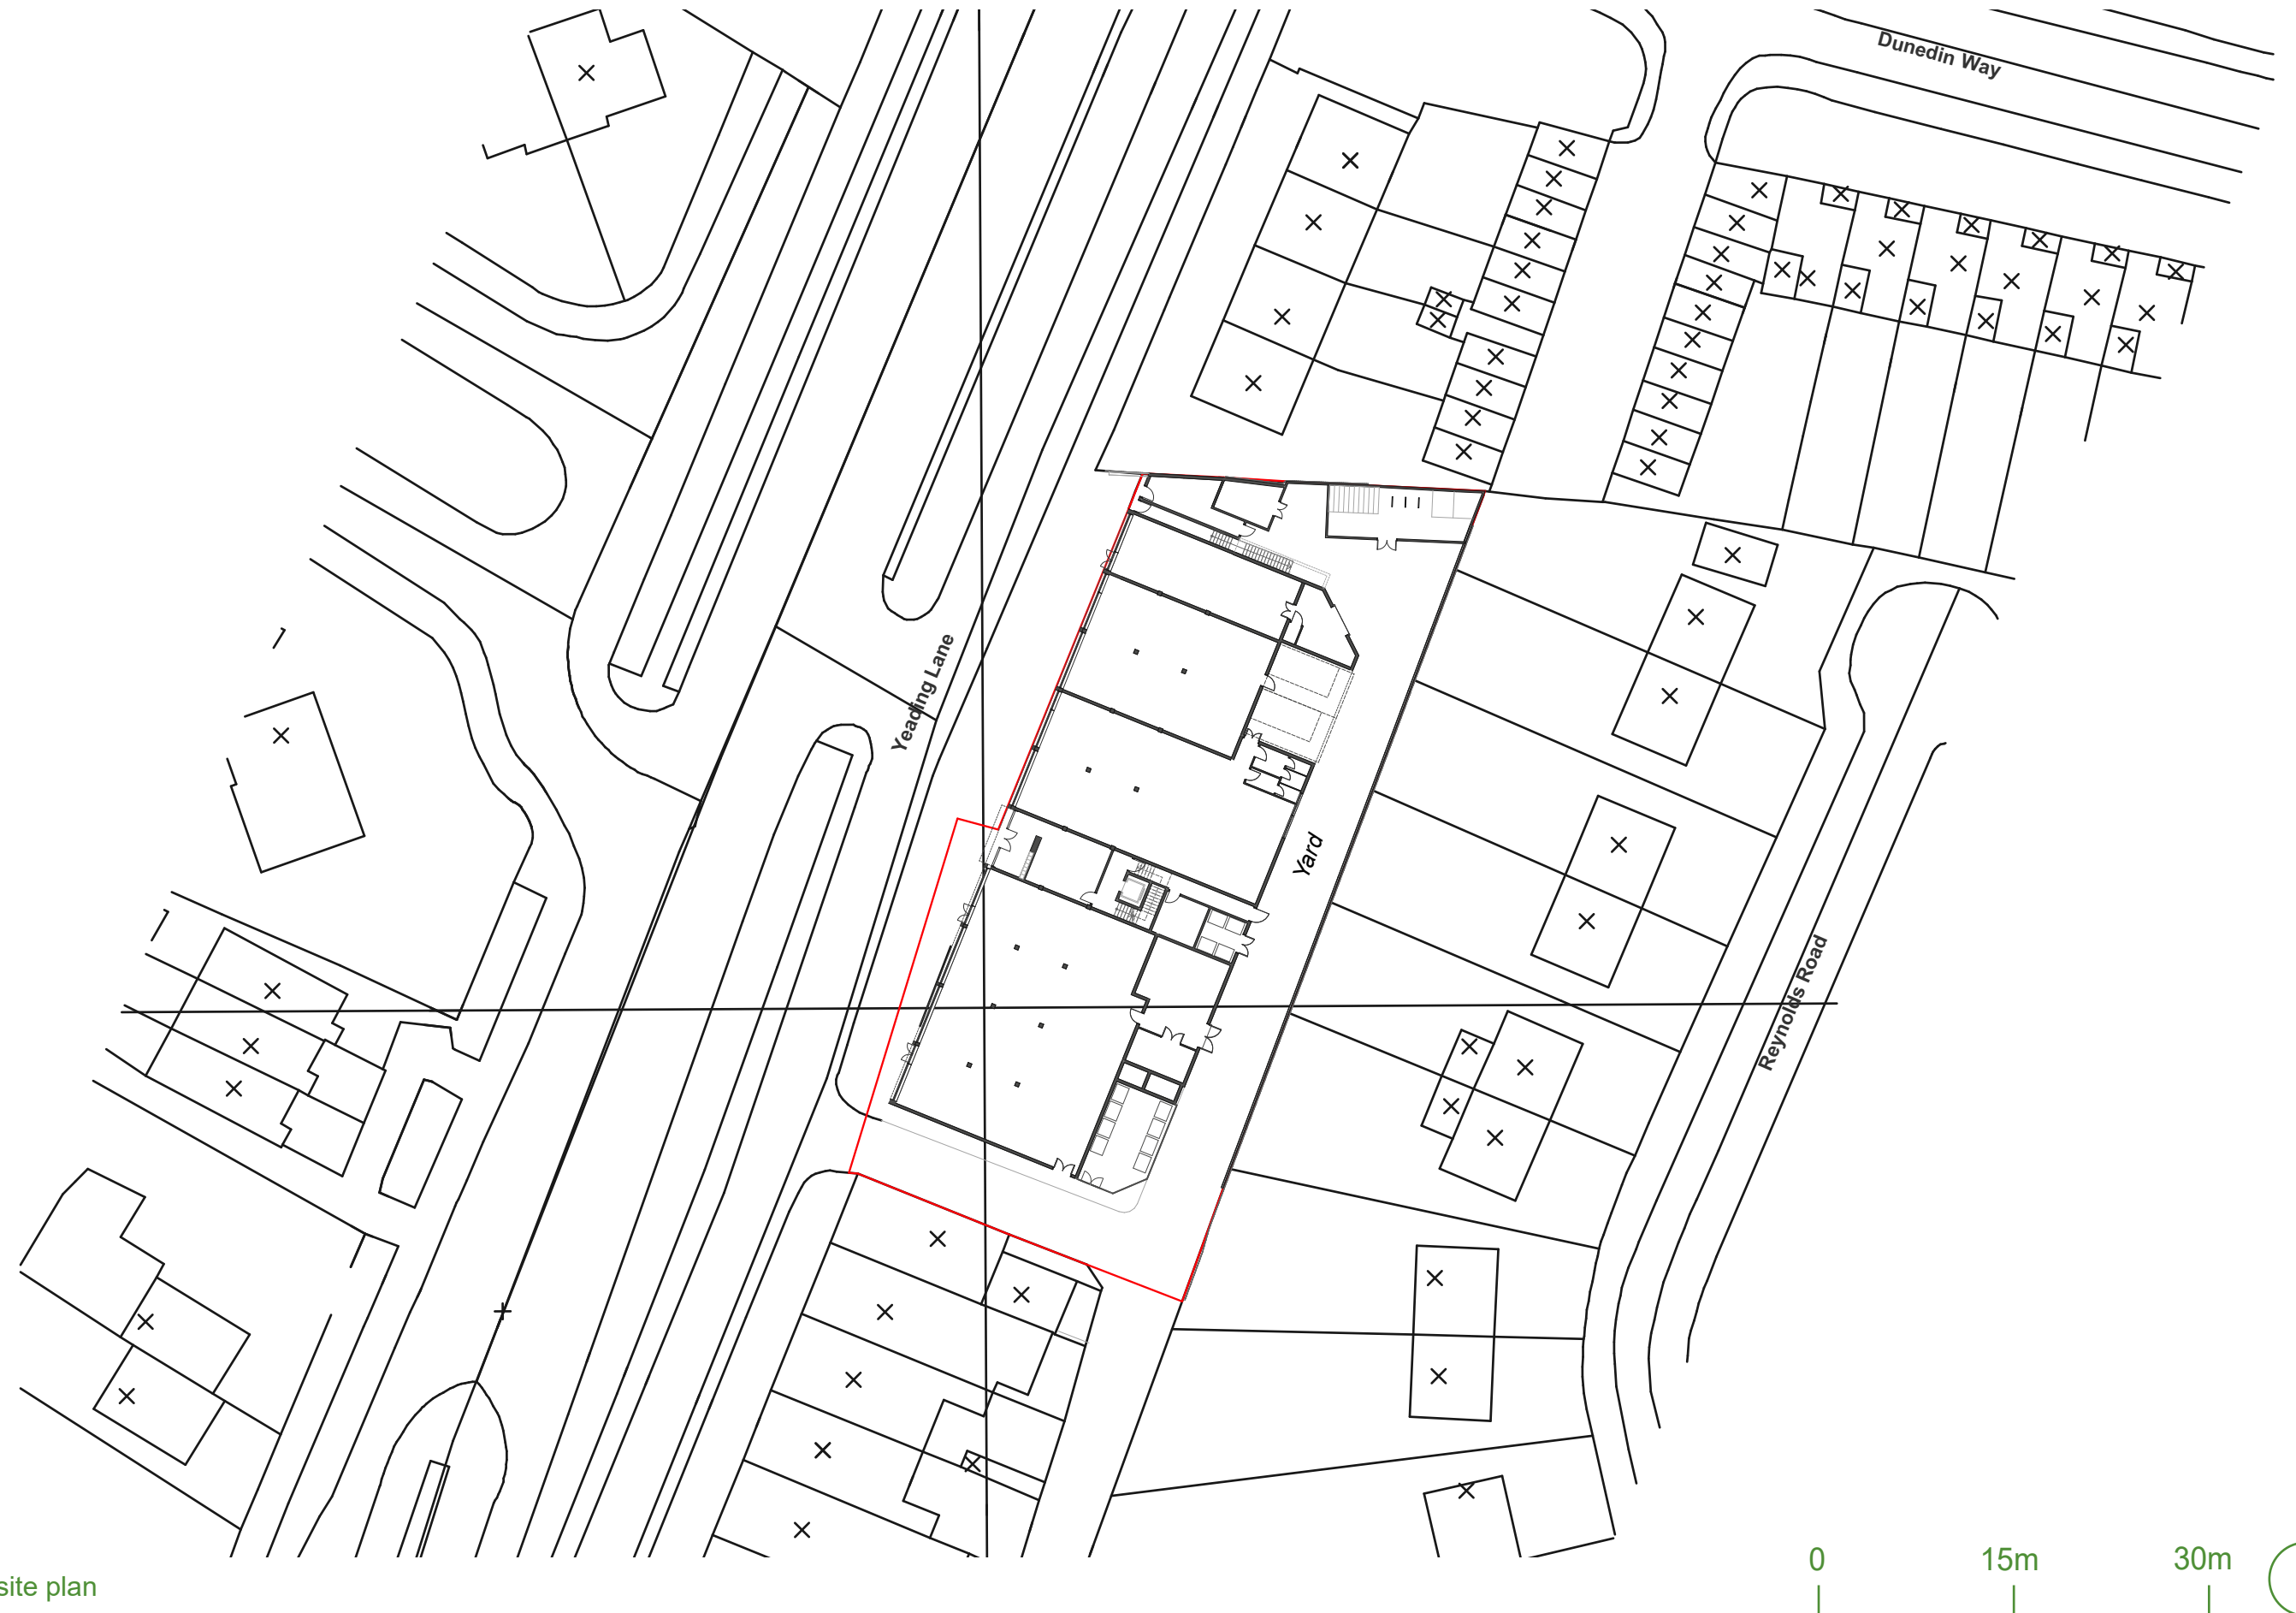 Dunedin Way
Yeading Lane
Yard
Reynolds Road
0 15m 30m
site plan